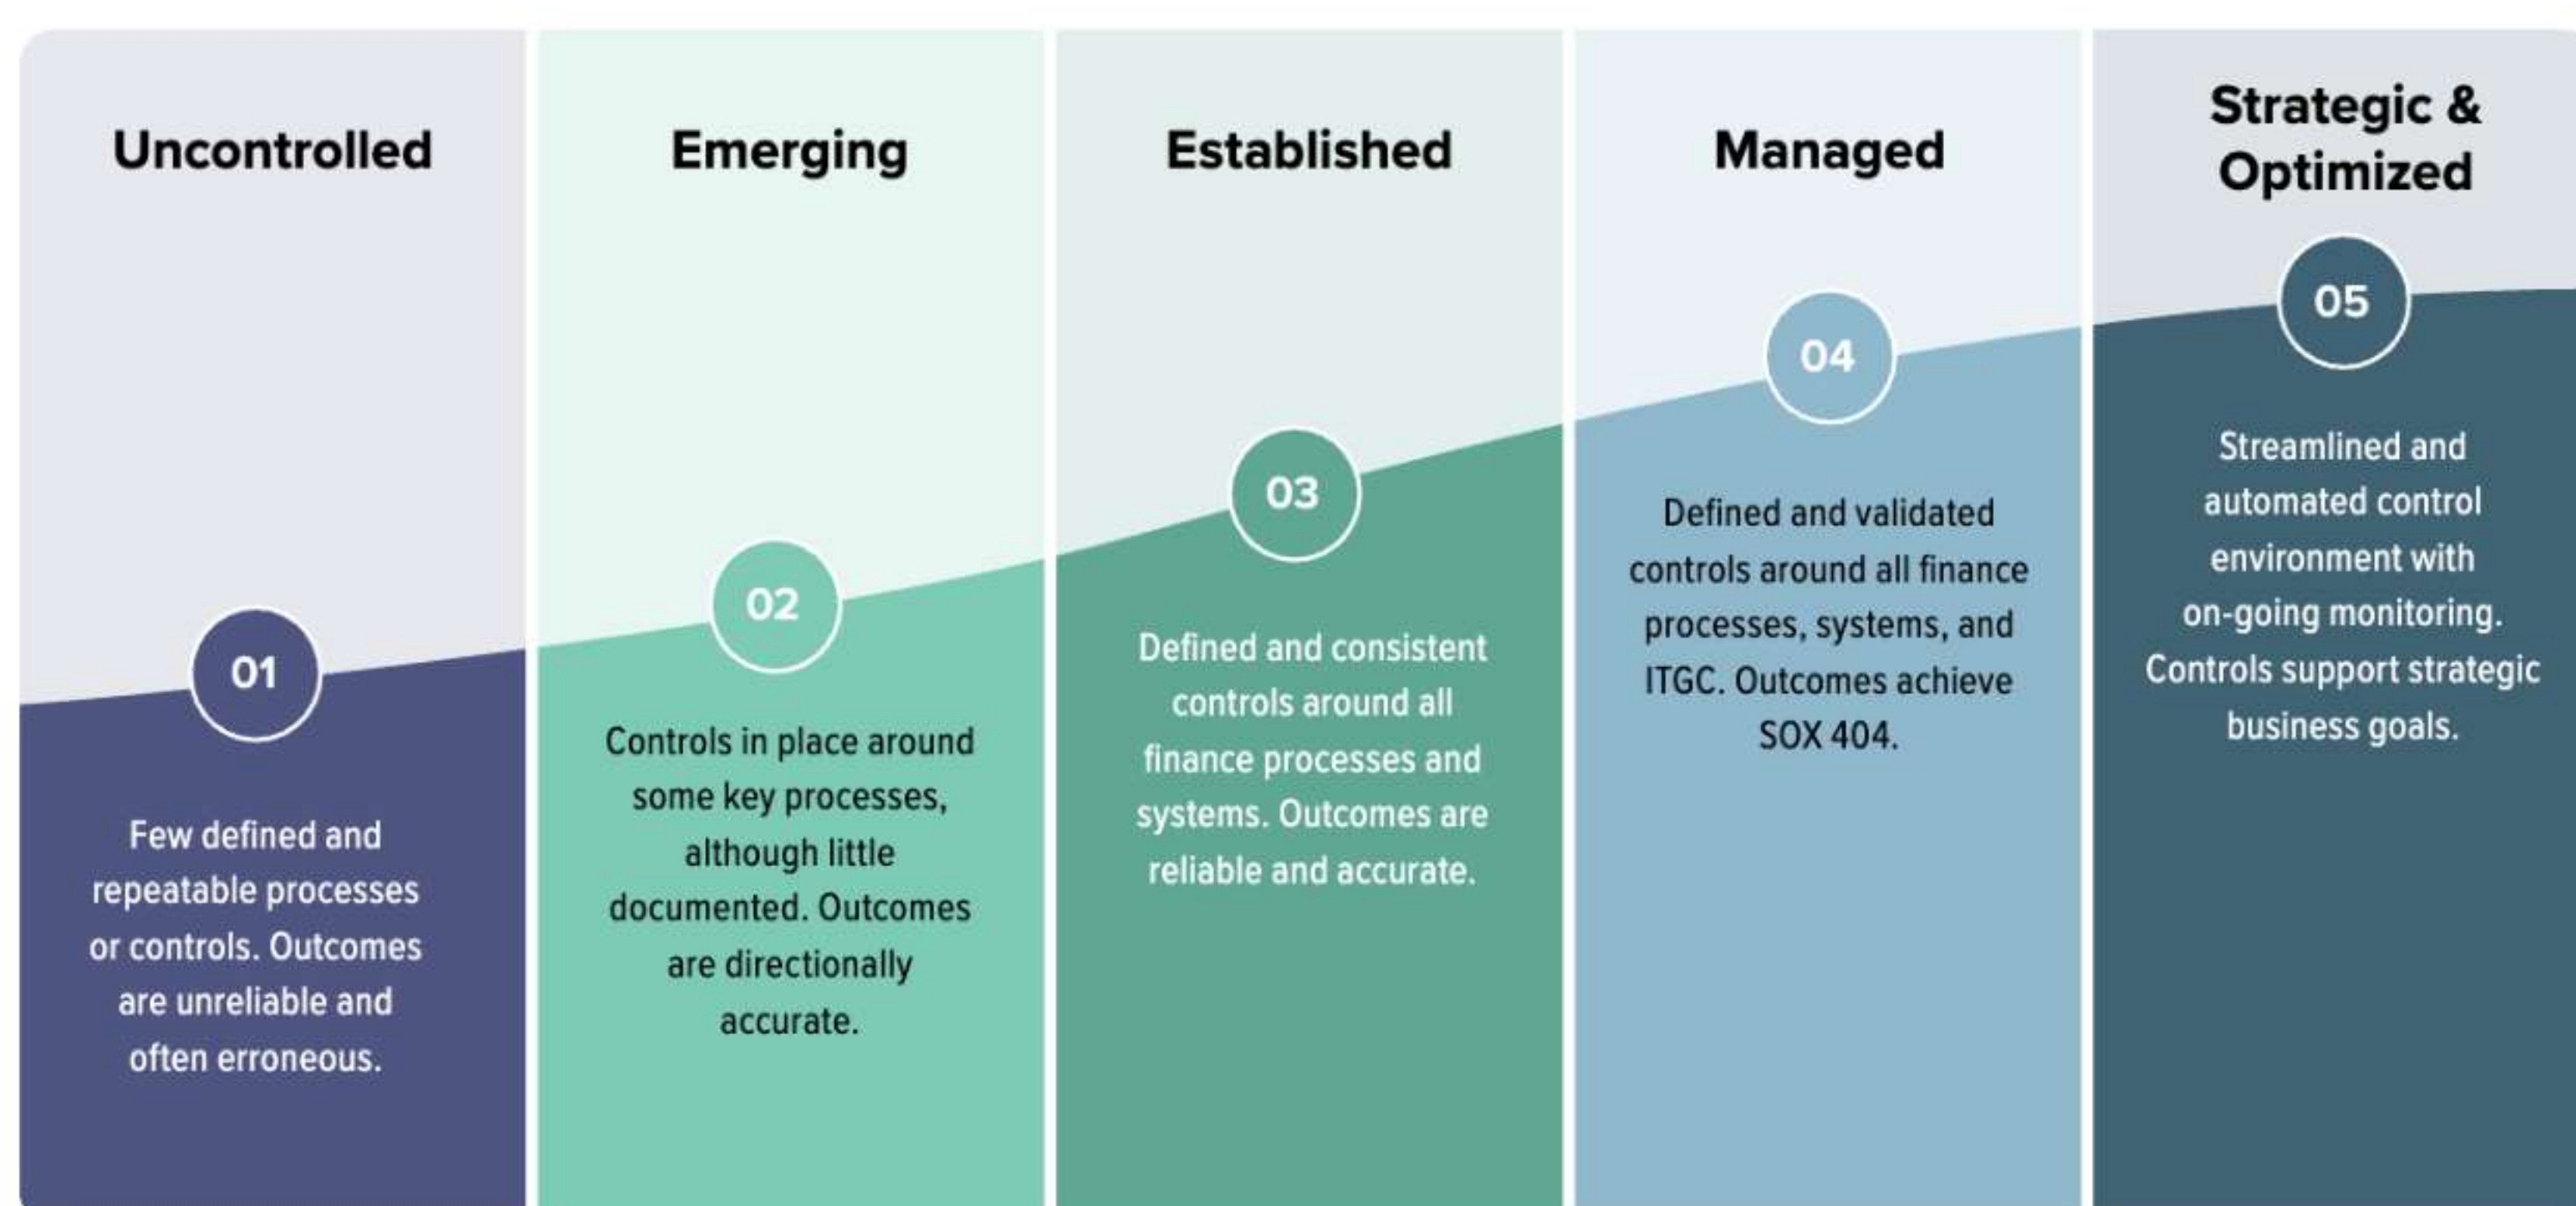 Uncontrolled
01
Few defined and
repeatable processes
or controls. Outcomes
are unreliable and
often erroneous.
Emerging
02
Controls in place around
some key processes,
although little
documented. Outcomes
are directionally
accurate.
Established
03
Defined and consistent
controls around all
finance processes and
systems. Outcomes are
reliable and accurate.
Managed
04
Defined and validated
controls around all finance
processes, systems, and
ITGC. Outcomes achieve
SOX 404.
Strategic &
Optimized
05
Streamlined and
automated control
environment with
on-going monitoring.
Controls support strategic
business goals.